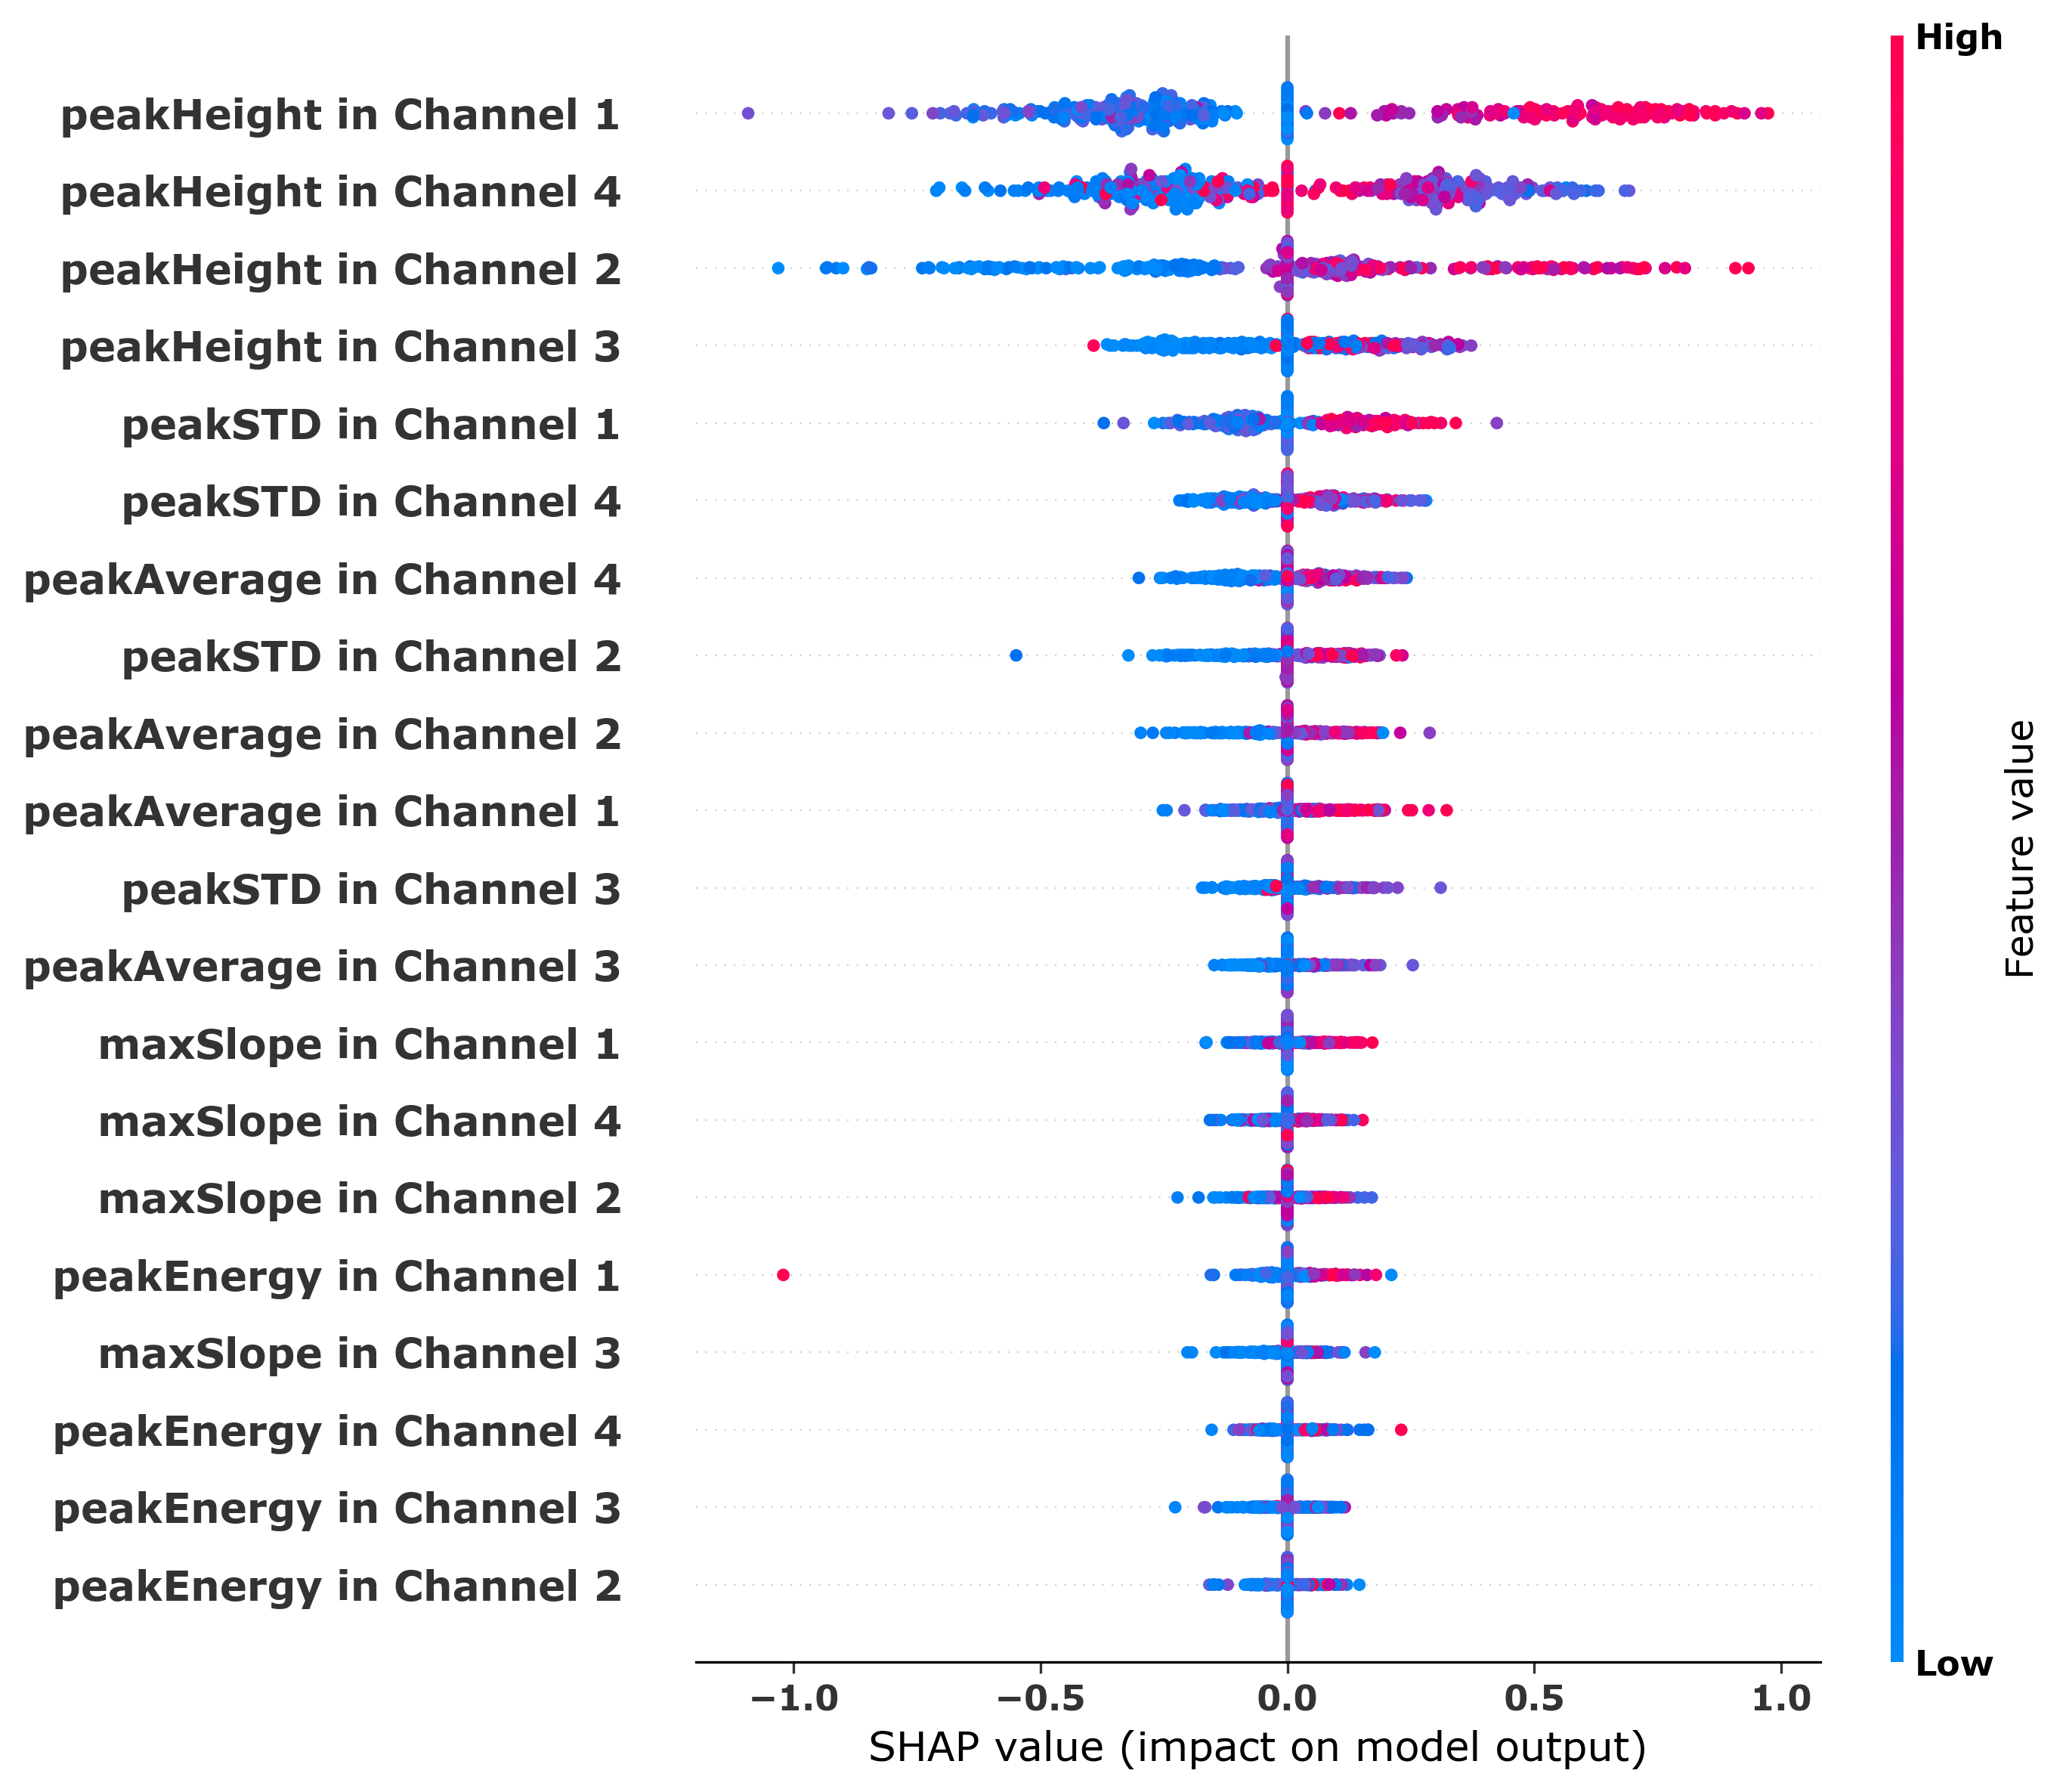 High
peakHeight in Channel 1
peakHeight in Channel 4
peakHeight in Channel 2
peakHeight in Channel 3
peakSTD in Channel 1
peakSTD in Channel 4
peakAverage in Channel 4
peakSTD in Channel 2
peakAverage in Channel 2
peakAverage in Channel 1
peakSTD in Channel 3
peakAverage in Channel 3
maxSlope in Channel 1
maxSlope in Channel 4
maxSlope in Channel 2
peakEnergy in Channel 1
maxSlope in Channel 3
peakEnergy in Channel 4
peakEnergy in Channel 3
peakEnergy in Channel 2
Feature value
Low
−1.0 −0.5 0.0 0.5 1.0
SHAP value (impact on model output)